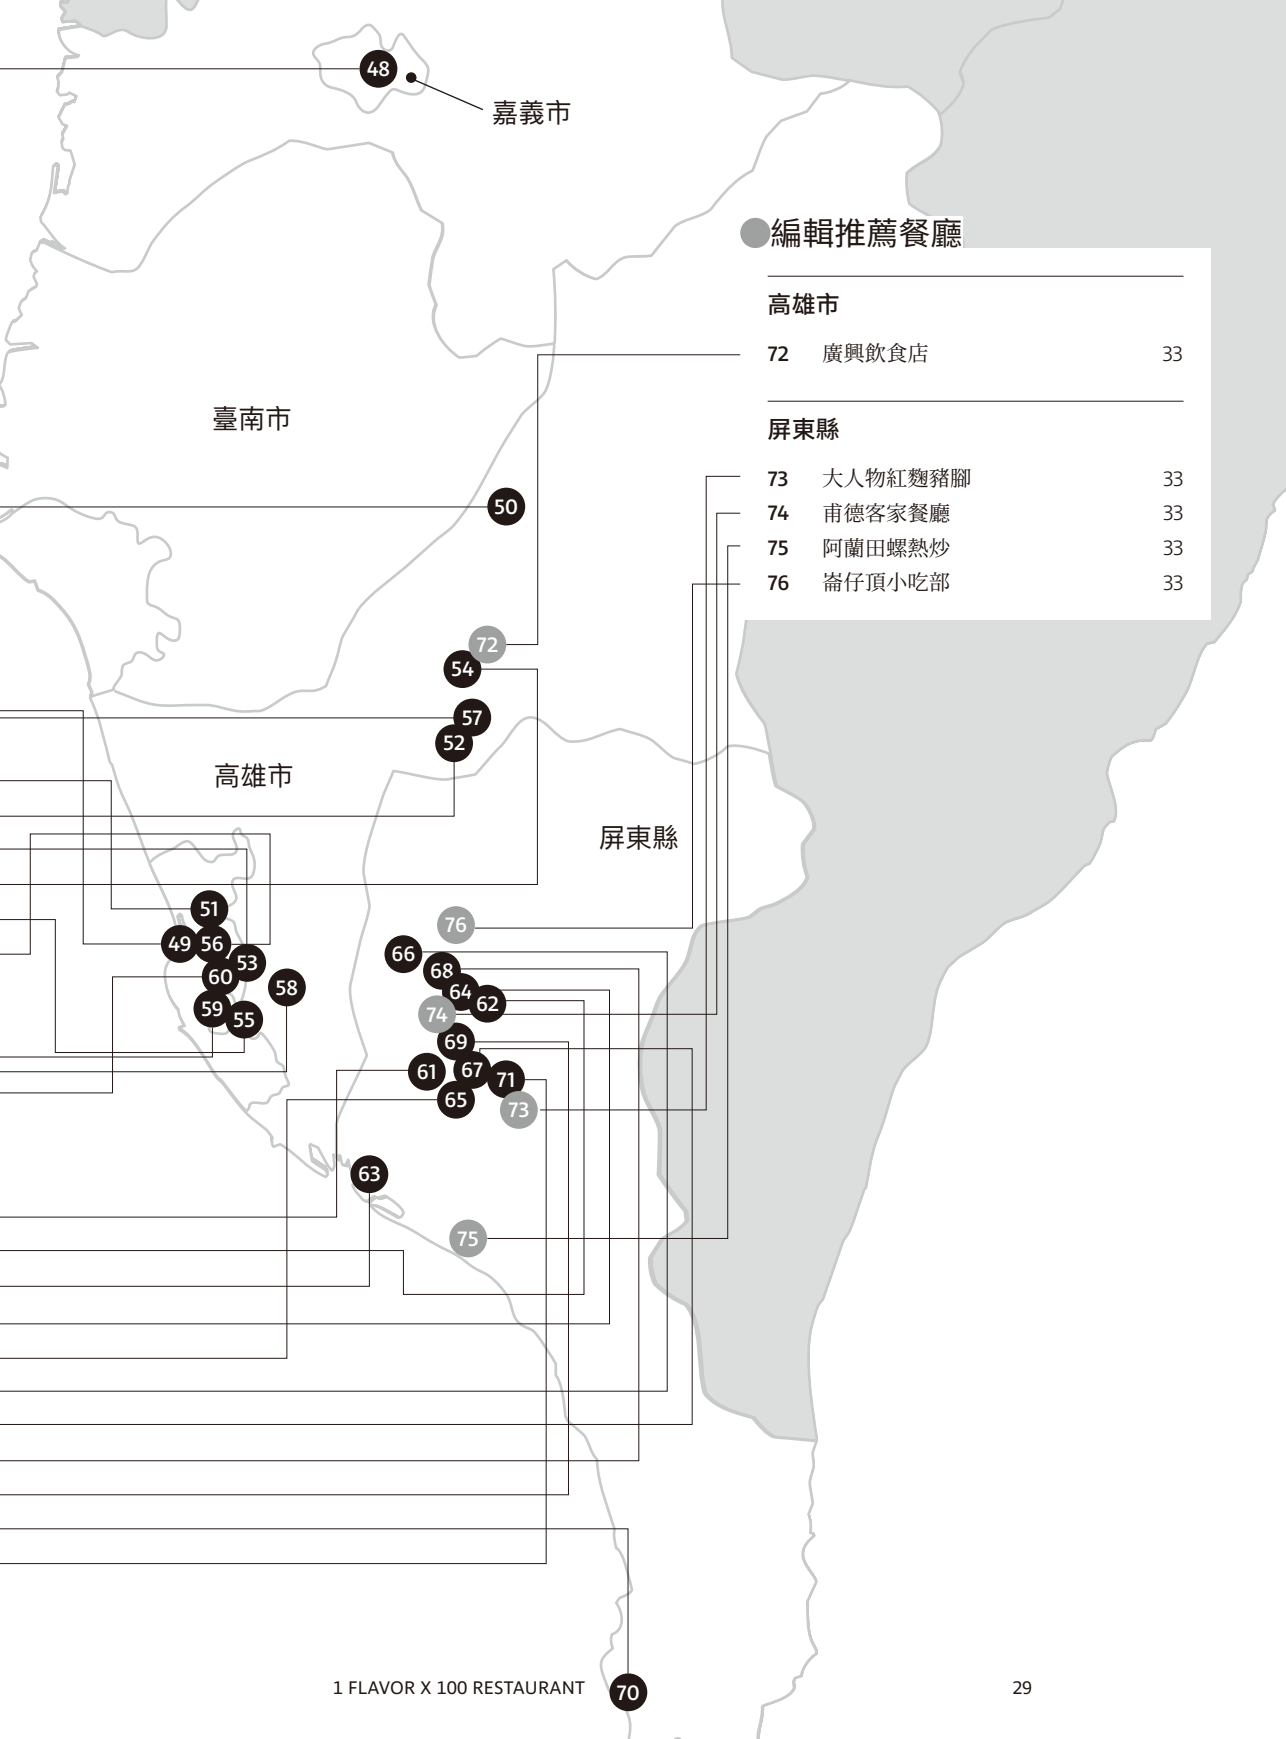 48
嘉義市
編輯推薦餐廳
高雄市
72 廣興飲食店 33
屏東縣
73 大人物紅麴豬腳 33
74 甫德客家餐廳 33
75 阿蘭田螺熱炒 33
76 崙仔頂小吃部 33
臺南市
50
72
54
57
52
高雄市
屏東縣
51
76
49
56
53
66
60
58
68
64
62
59
55
74
69
61
67
71
65
73
63
75
1 FLAVOR X 100 RESTAURANT
70
29